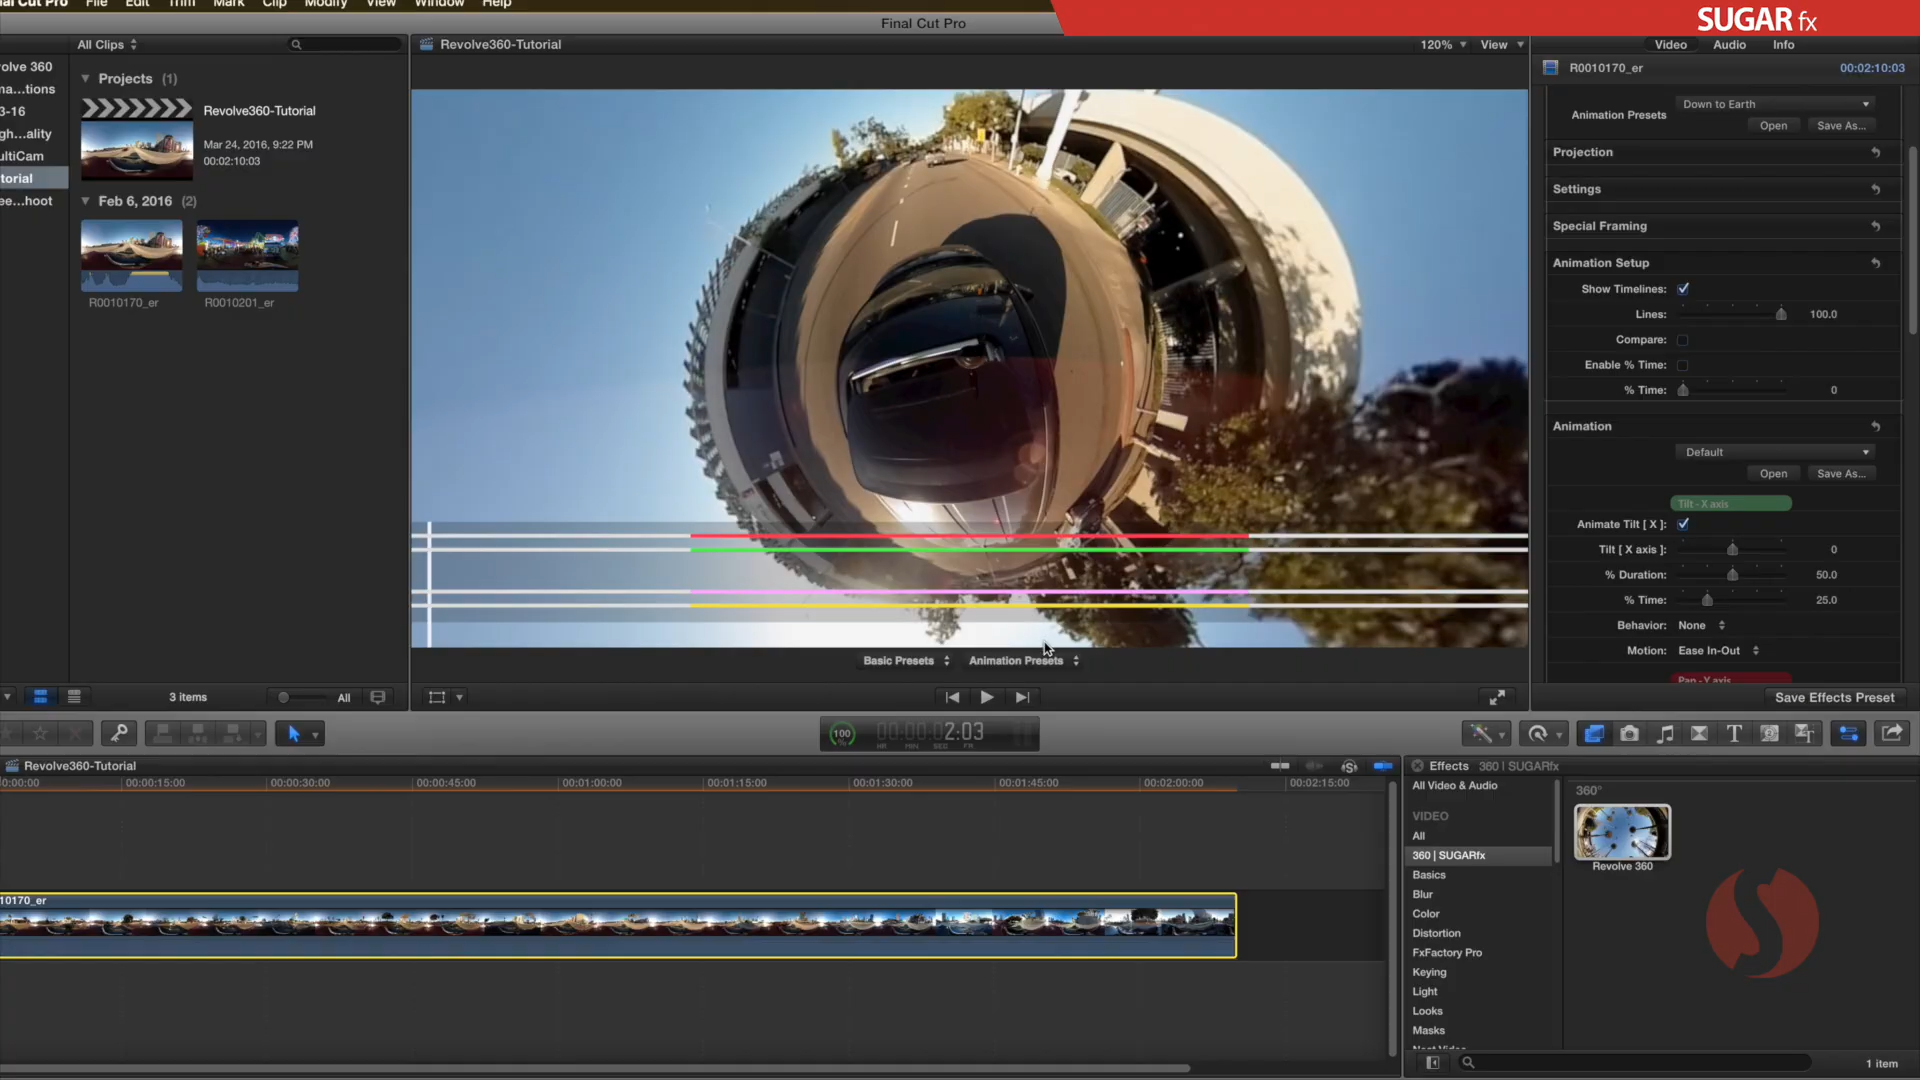 al Cut Pro File Edit Trim Mark Clip Modify View Window Help
Final Cut Pro
SUGAR fx
All Clips
Revolve360-Tutorial
120% View
Video Audio Info
olve 360
ma...tions
3-16
gh...ality
ultiCam
torial
ee...hoot
Projects (1)
Revolve360-Tutorial
Mar 24, 2016, 9:22 PM
00:02:10:03
Feb 6, 2016 (2)
R0010170_er
R0010201_er
3 items
All
Basic Presets
Animation Presets
R0010170_er
00:02:10:03
Animation Presets
Down to Earth
Open
Save As...
Projection
Settings
Special Framing
Animation Setup
Show Timelines:
Lines: 100.0
Compare:
Enable % Time:
% Time: 0
Animation
Default
Open
Save As...
Tilt - X axis
Animate Tilt [ X ]:
Tilt [ X axis ]: 0
% Duration: 50.0
% Time: 25.0
Behavior: None
Motion: Ease In-Out
Pan - Y axis
Save Effects Preset
100
%
00:00:02:03
HR MIN SEC FR
Revolve360-Tutorial
0:00:00
00:00:15:00
00:00:30:00
00:00:45:00
00:01:00:00
00:01:15:00
00:01:30:00
00:01:45:00
00:02:00:00
00:02:15:00
10170_er
Effects 360 | SUGARfx
All Video & Audio
VIDEO
All
360 | SUGARfx
Basics
Blur
Color
Distortion
FxFactory Pro
Keying
Light
Looks
Masks
360°
Revolve 360
1 item